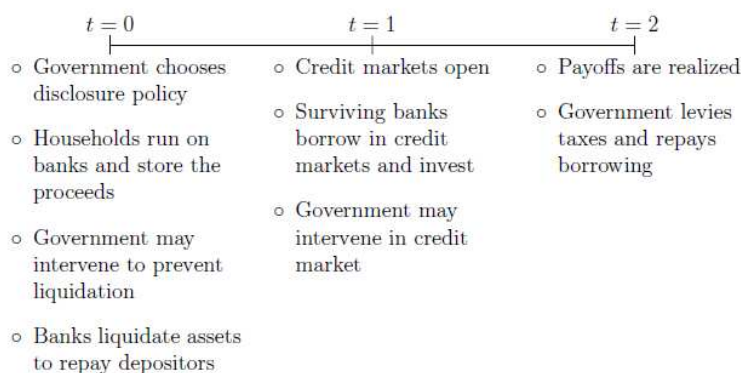 t = 0
t = 1
t = 2
○ Government chooses
disclosure policy
○ Households run on
banks and store the
proceeds
○ Government may
intervene to prevent
liquidation
○ Banks liquidate assets
to repay depositors
○ Credit markets open
○ Surviving banks
borrow in credit
markets and invest
○ Government may
intervene in credit
market
○ Payoffs are realized
○ Government levies
taxes and repays
borrowing